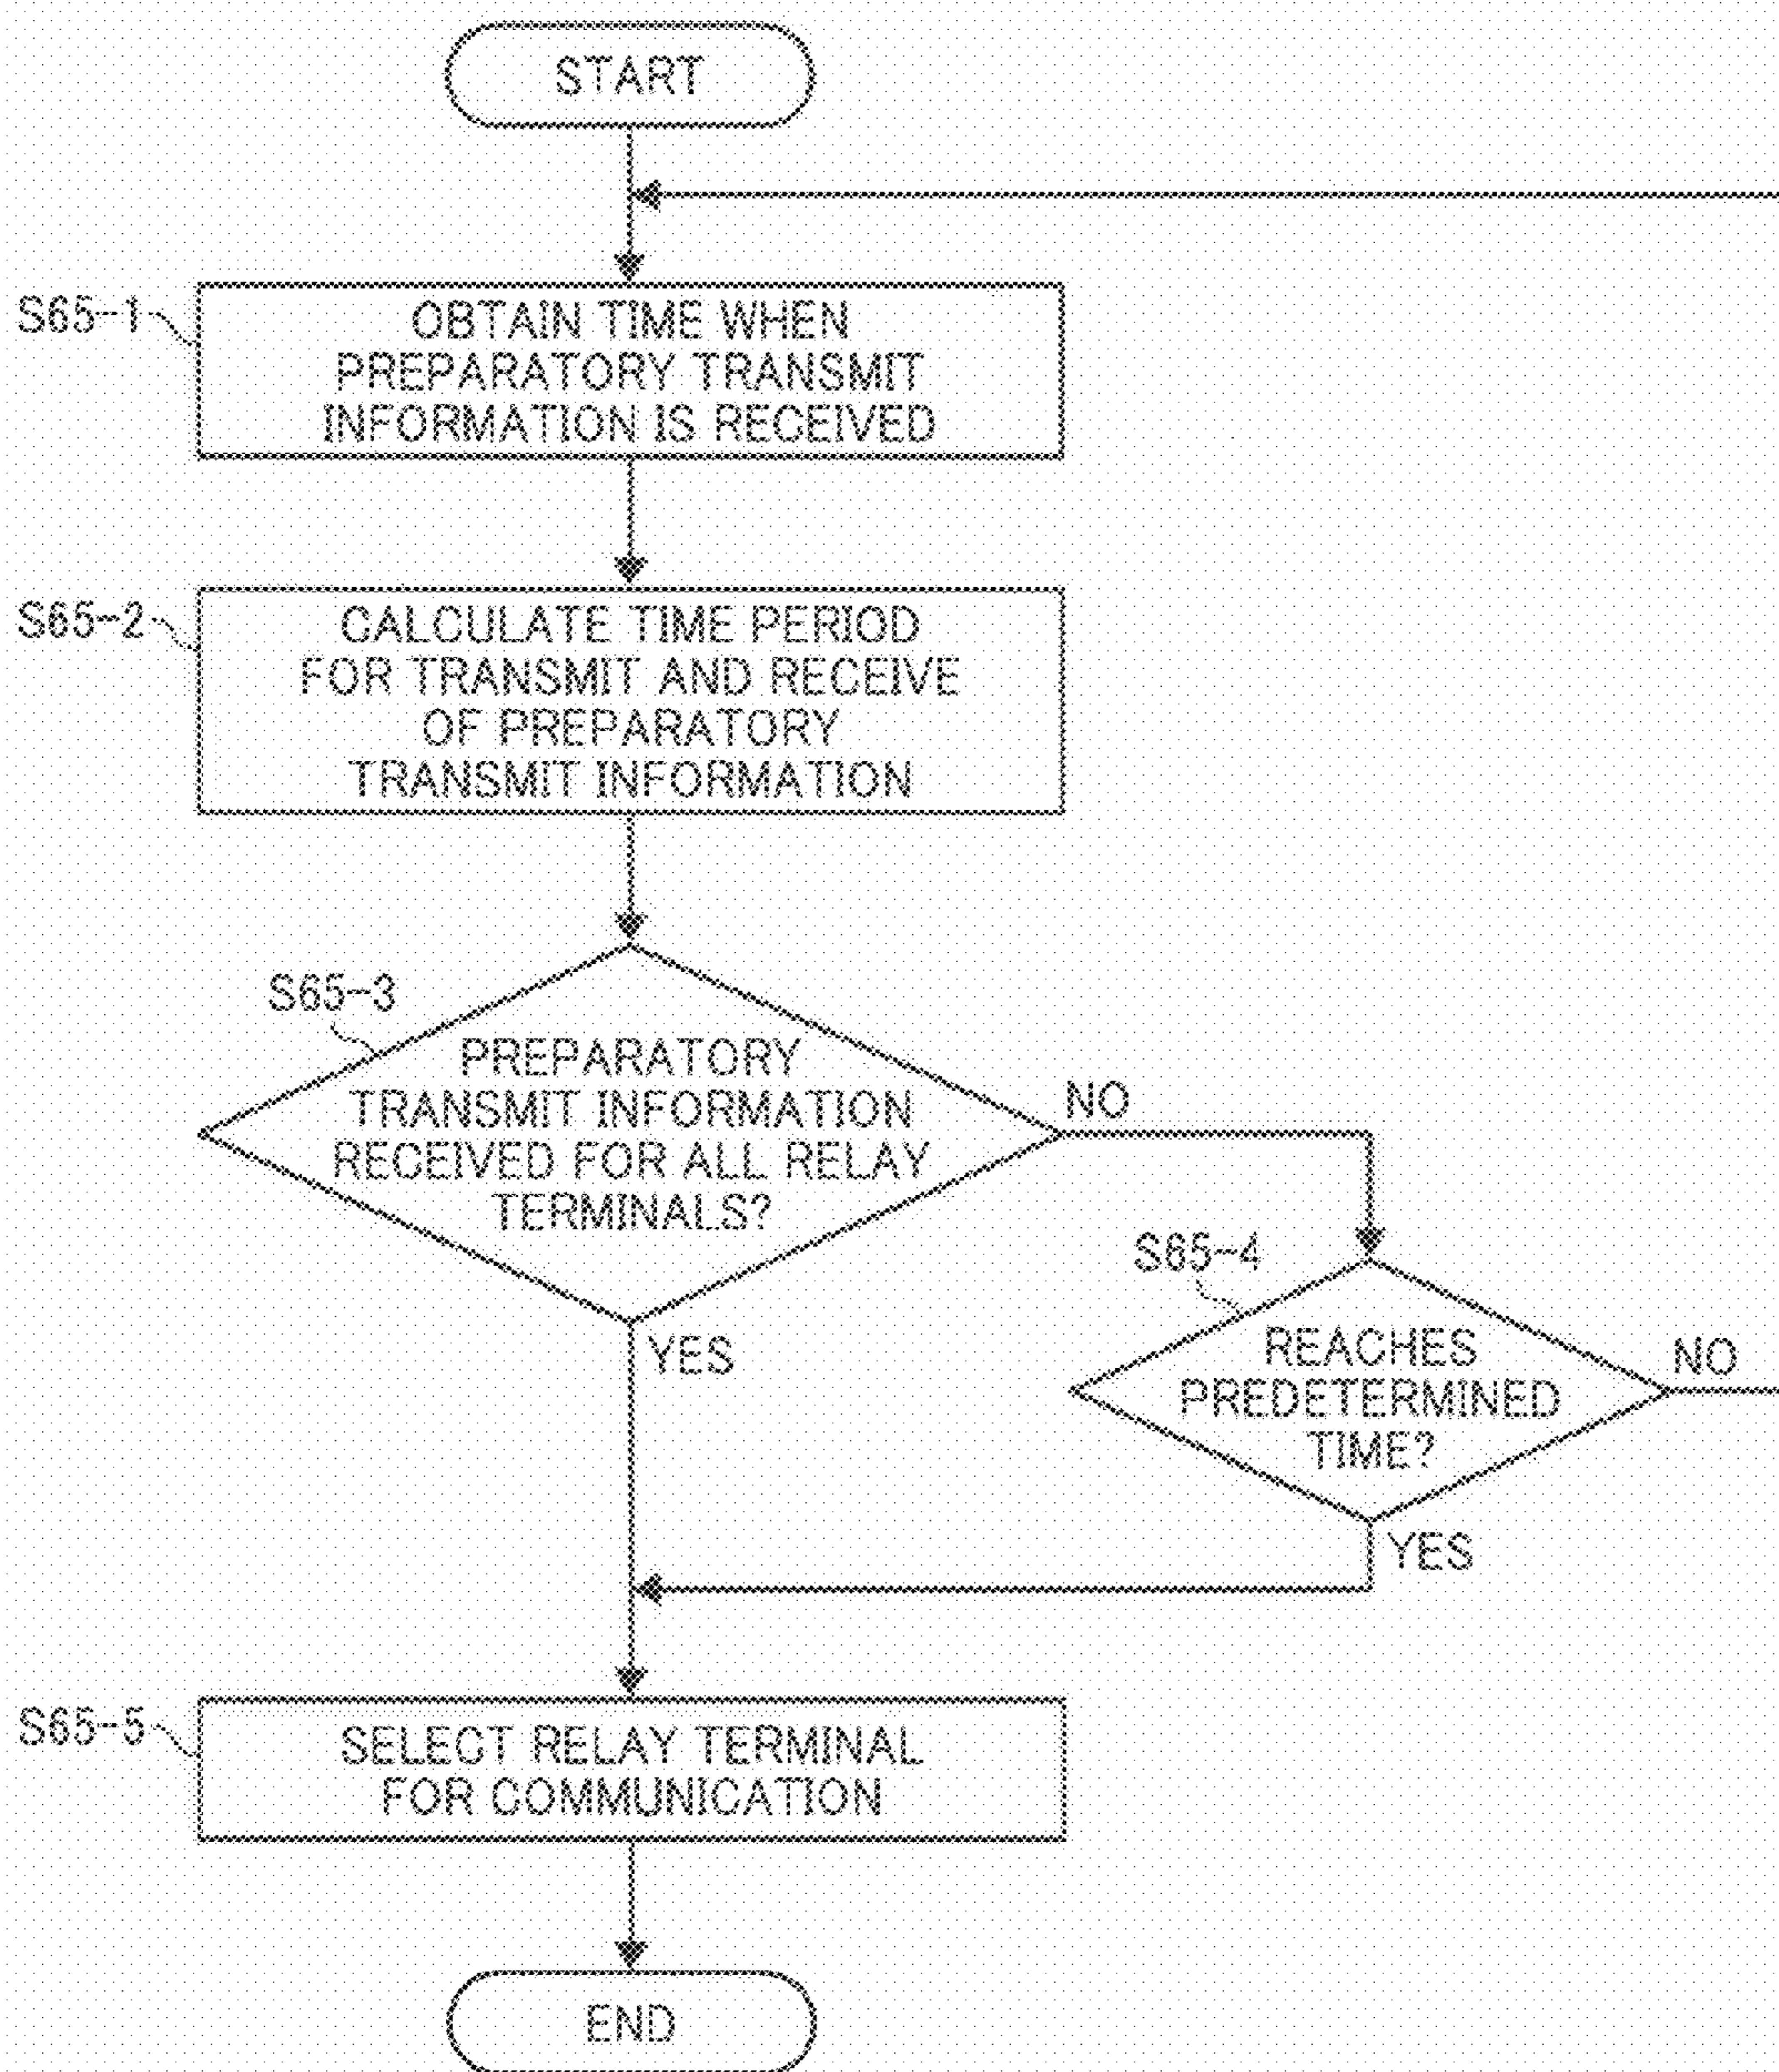 START
S65-1
OBTAIN TIME WHEN
PREPARATORY TRANSMIT
INFORMATION IS RECEIVED
S65-2
CALCULATE TIME PERIOD
FOR TRANSMIT AND RECEIVE
OF PREPARATORY
TRANSMIT INFORMATION
S65-3
PREPARATORY
TRANSMIT INFORMATION
RECEIVED FOR ALL RELAY
TERMINALS?
NO
YES
S65-4
REACHES
PREDETERMINED
TIME?
NO
YES
S65-5
SELECT RELAY TERMINAL
FOR COMMUNICATION
END